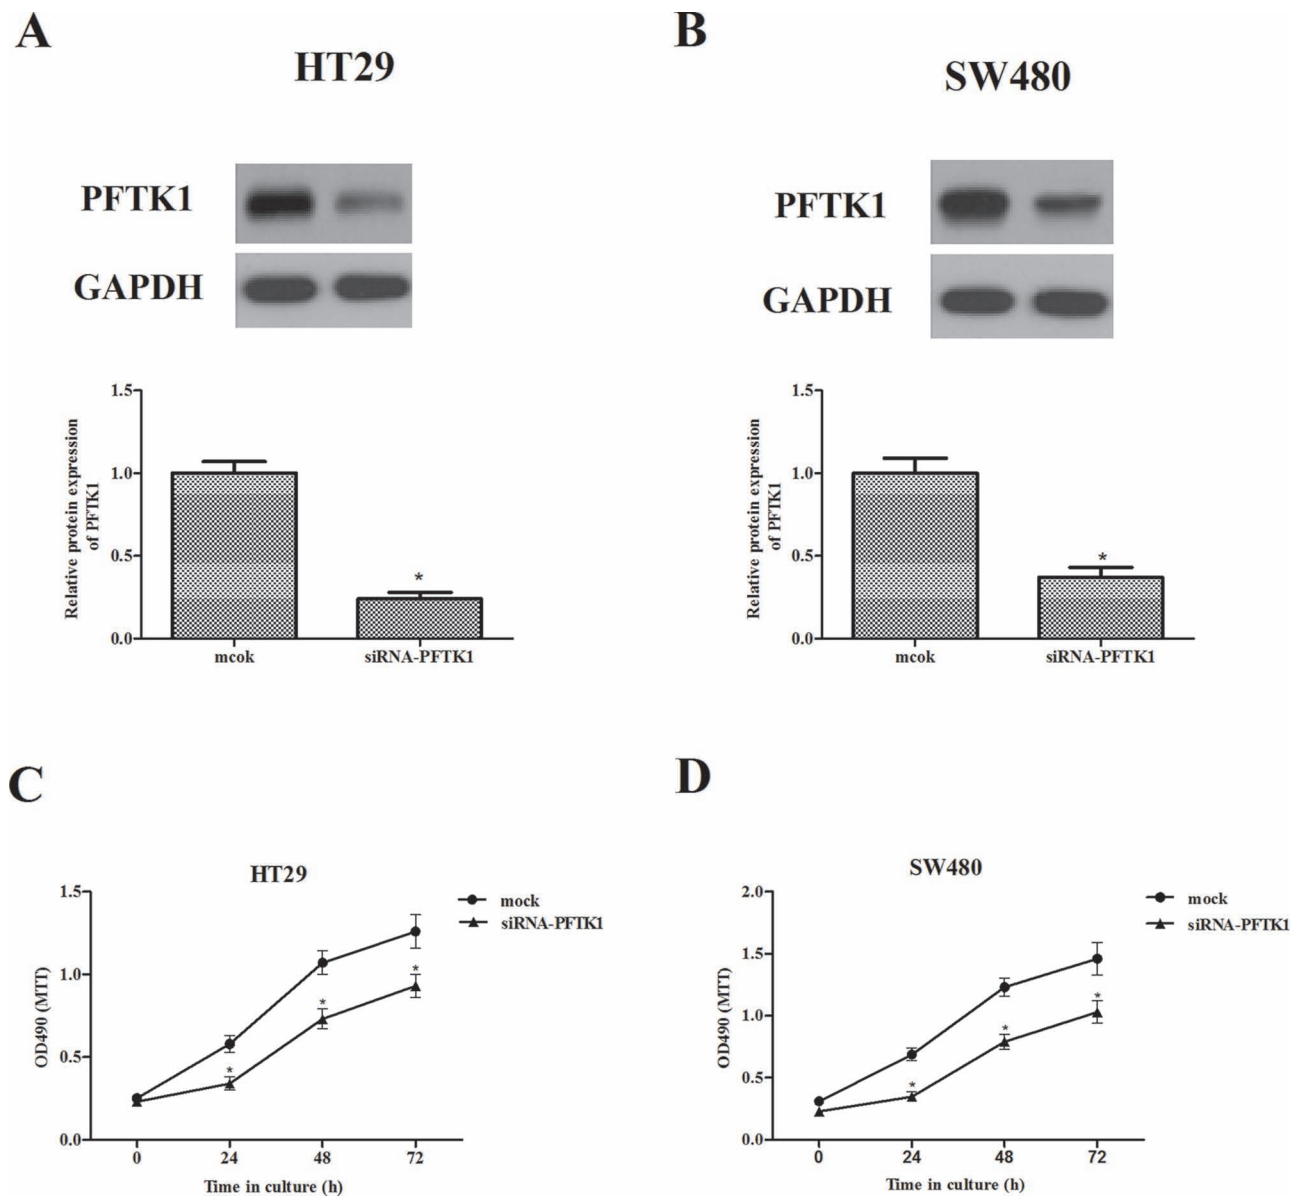 A
HT29
PFTK1
GAPDH
Relative protein expression
of PFTK1
1.5
1.0
0.5
0.0
mcok
siRNA-PFTK1
*
B
SW480
PFTK1
GAPDH
Relative protein expression
of PFTK1
1.5
1.0
0.5
0.0
mcok
siRNA-PFTK1
*
C
HT29
mock
siRNA-PFTK1
OD490 (MTT)
1.5
1.0
0.5
0.0
*
*
*
0 24 48 72
Time in culture (h)
D
SW480
mock
siRNA-PFTK1
OD490 (MTT)
2.0
1.5
1.0
0.5
0.0
*
*
*
0 24 48 72
Time in culture (h)